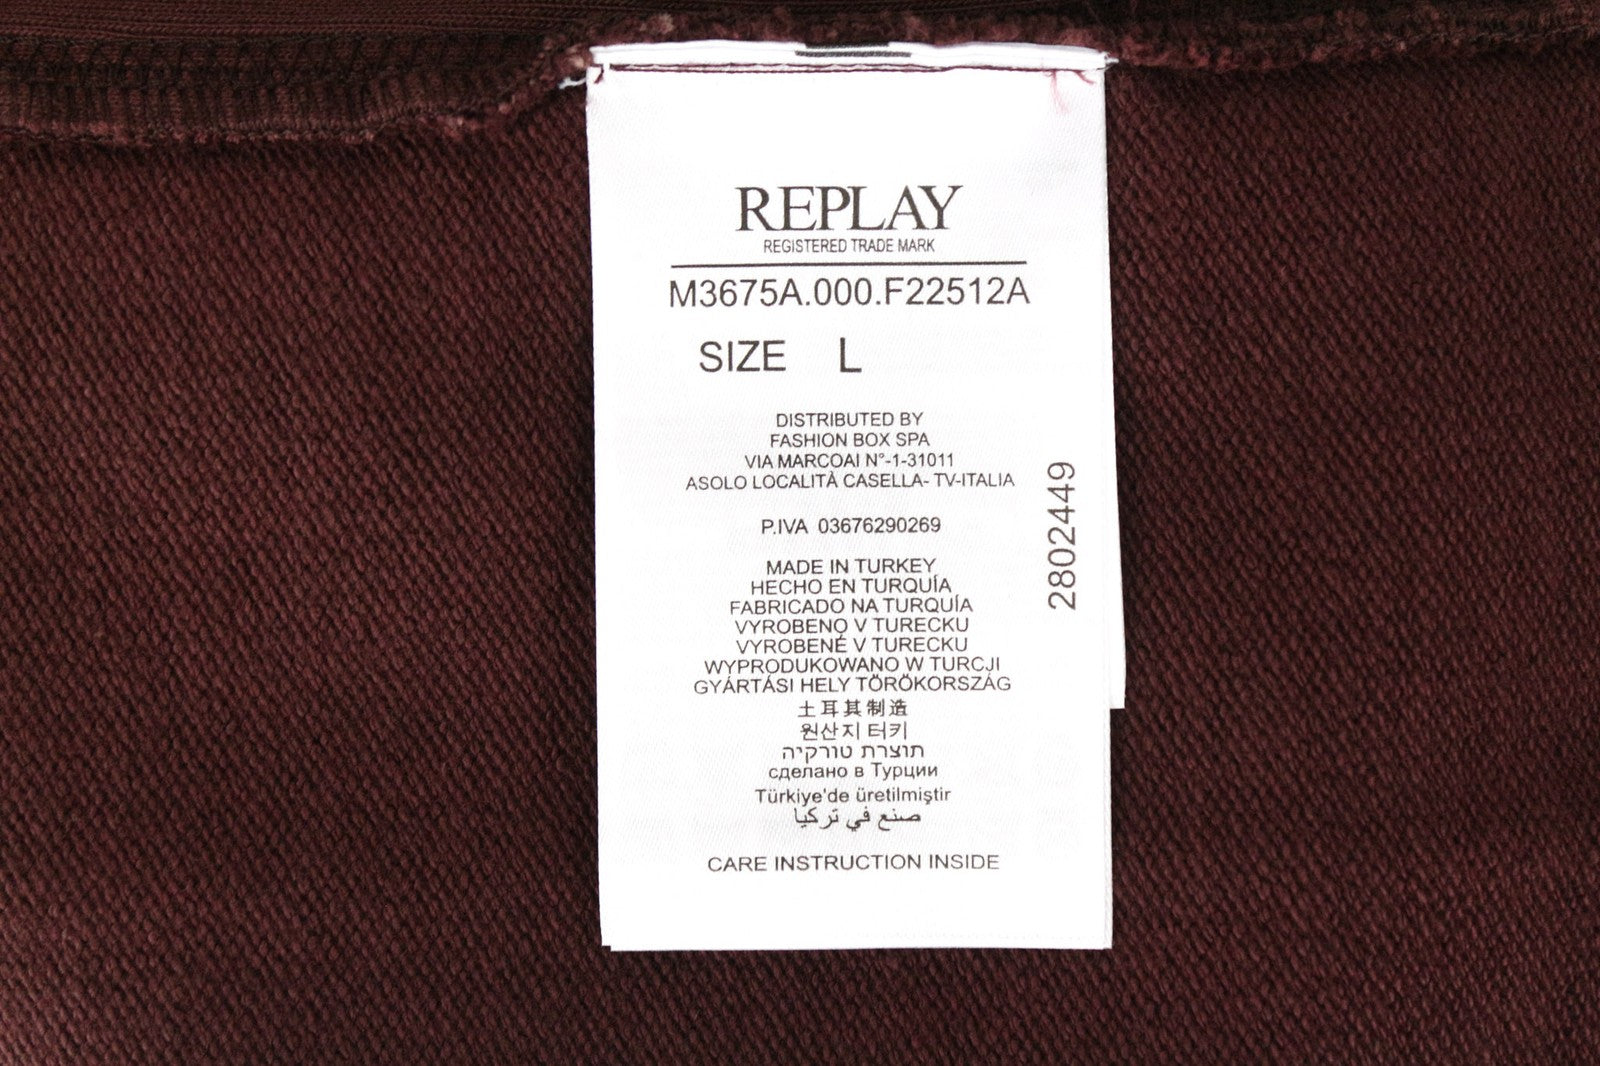 REPLAY
REGISTERED TRADE MARK
M3675A.000.F22512A
SIZE L
DISTRIBUTED BY
FASHION BOX SPA
VIA MARCOAI N°-1-31011
ASOLO LOCALITÀ CASELLA- TV-ITALIA
P.IVA 03676290269
MADE IN TURKEY
HECHO EN TURQUÍA
FABRICADO NA TURQUÍA
VYROBENO V TURECKU
VYROBENÉ V TURECKU
WYPRODUKOWANO W TURCJI
GYÁRTÁSI HELY TÖRÖKORSZÁG
土耳其制造
원산지 터키
תוצרת טורקיה
сделано в Турции
Türkiye'de üretilmiştir
صنع في تركيا
CARE INSTRUCTION INSIDE
2802449